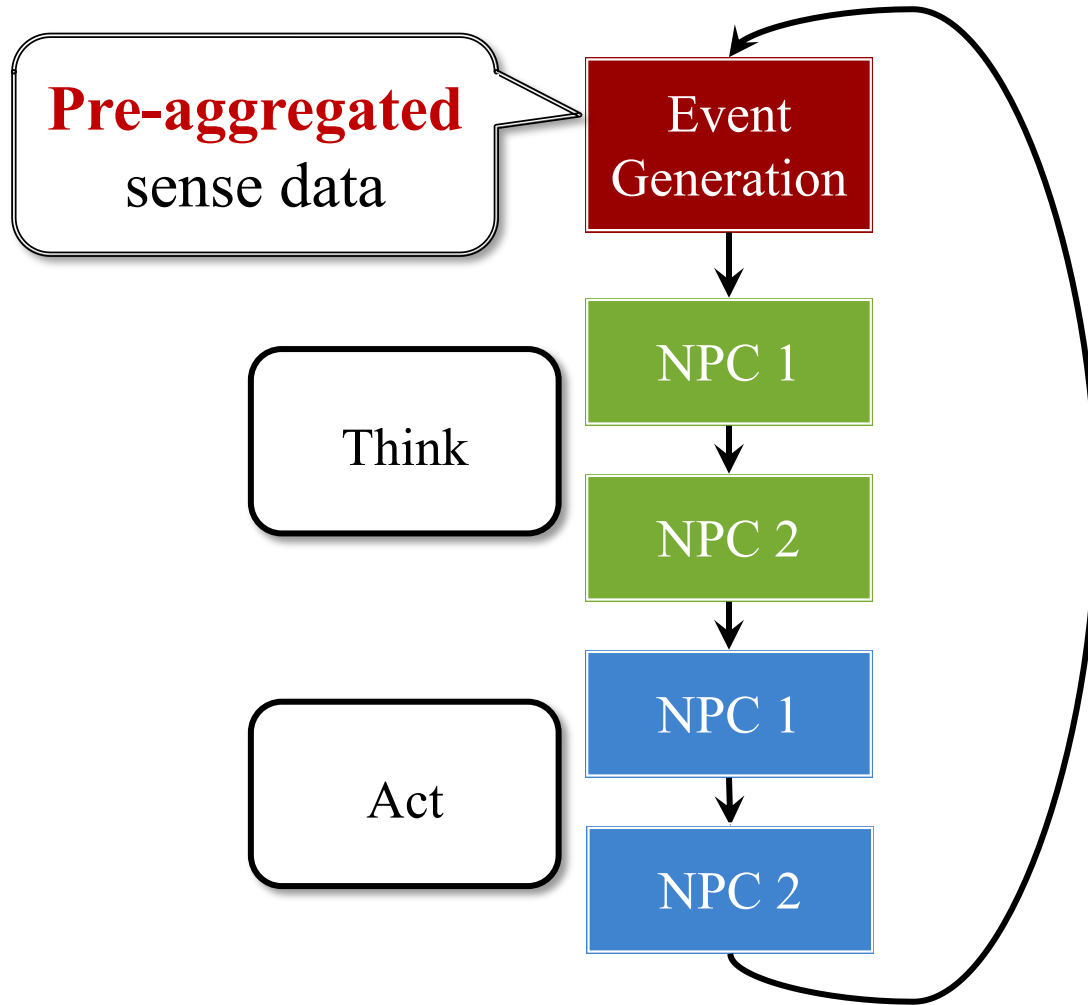 Pre-aggregated
sense data
Event
Generation
NPC 1
Think
NPC 2
NPC 1
Act
NPC 2